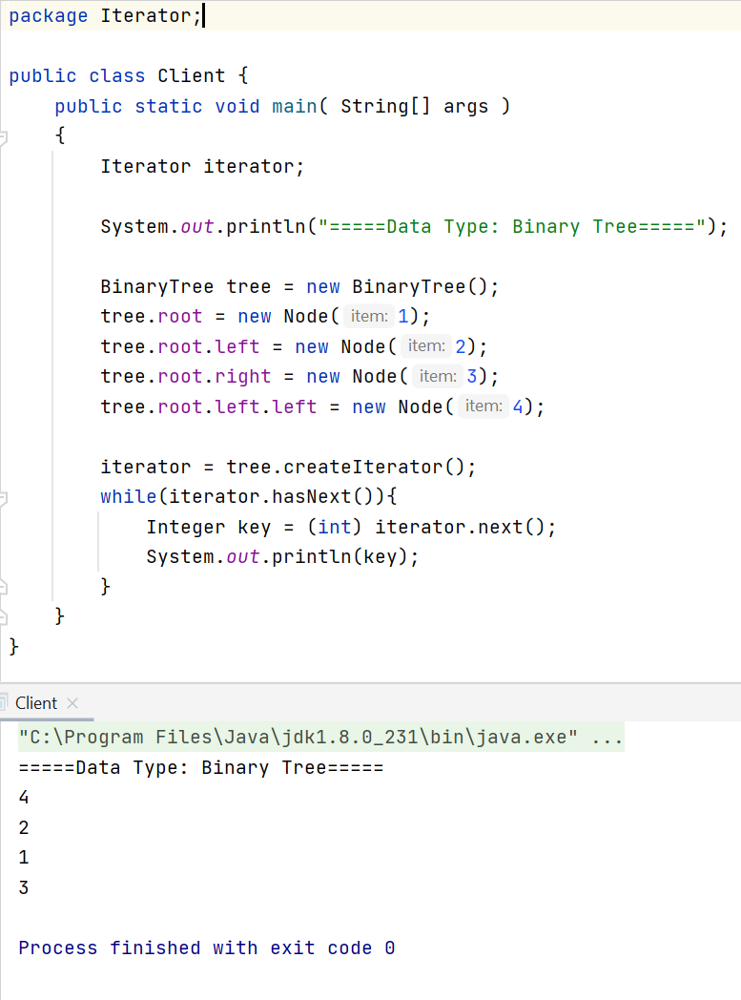 package Iterator;
public class Client {
public static void main( String[] args )
{
Iterator iterator;
System.out.println("=====Data Type: Binary Tree=====");
BinaryTree tree = new BinaryTree();
tree.root = new Node( item: 1);
tree.root.left = new Node( item: 2);
tree.root.right = new Node( item: 3);
tree.root.left.left = new Node( item: 4);
iterator = tree.createIterator();
while(iterator.hasNext()){
Integer key = (int) iterator.next();
System.out.println(key);
}
}
}
Client ×
"C:\Program Files\Java\jdk1.8.0_231\bin\java.exe" ...
=====Data Type: Binary Tree=====
4
2
1
3
Process finished with exit code 0